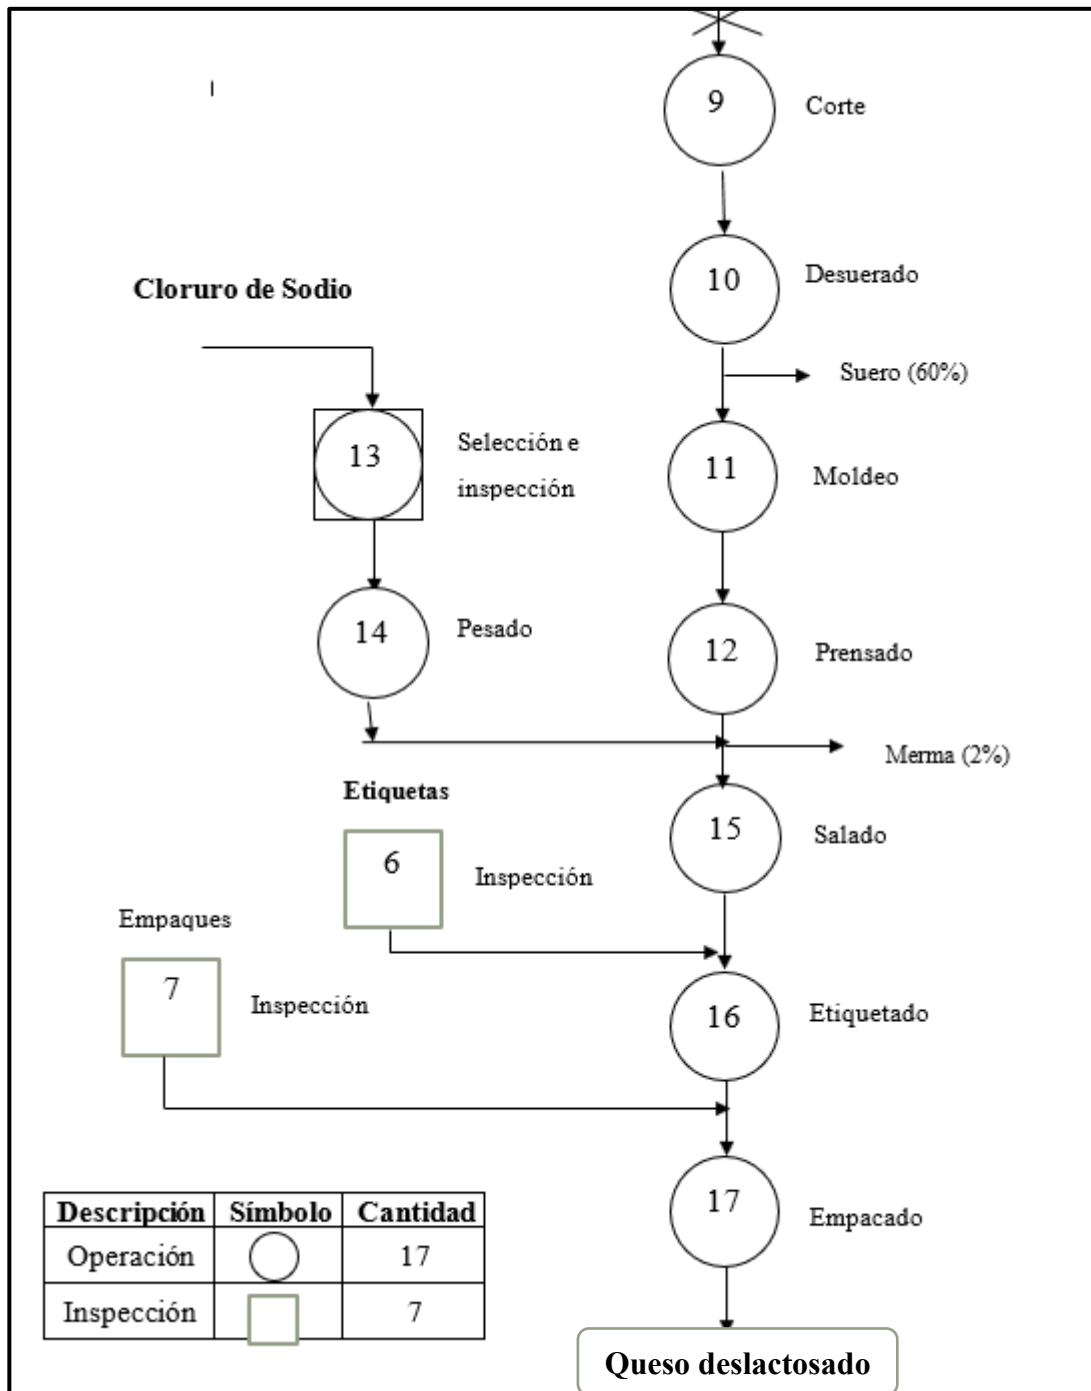 9
Corte
10
Desuerado
Cloruro de Sodio
Suero (60%)
13
Selección e
inspección
11
Moldeo
14
Pesado
12
Prensado
Merma (2%)
Etiquetas
15
Salado
6
Inspección
Empaques
7
Inspección
16
Etiquetado
17
Empacado
Descripción Símbolo Cantidad
Operación 17
Inspección 7
Queso deslactosado